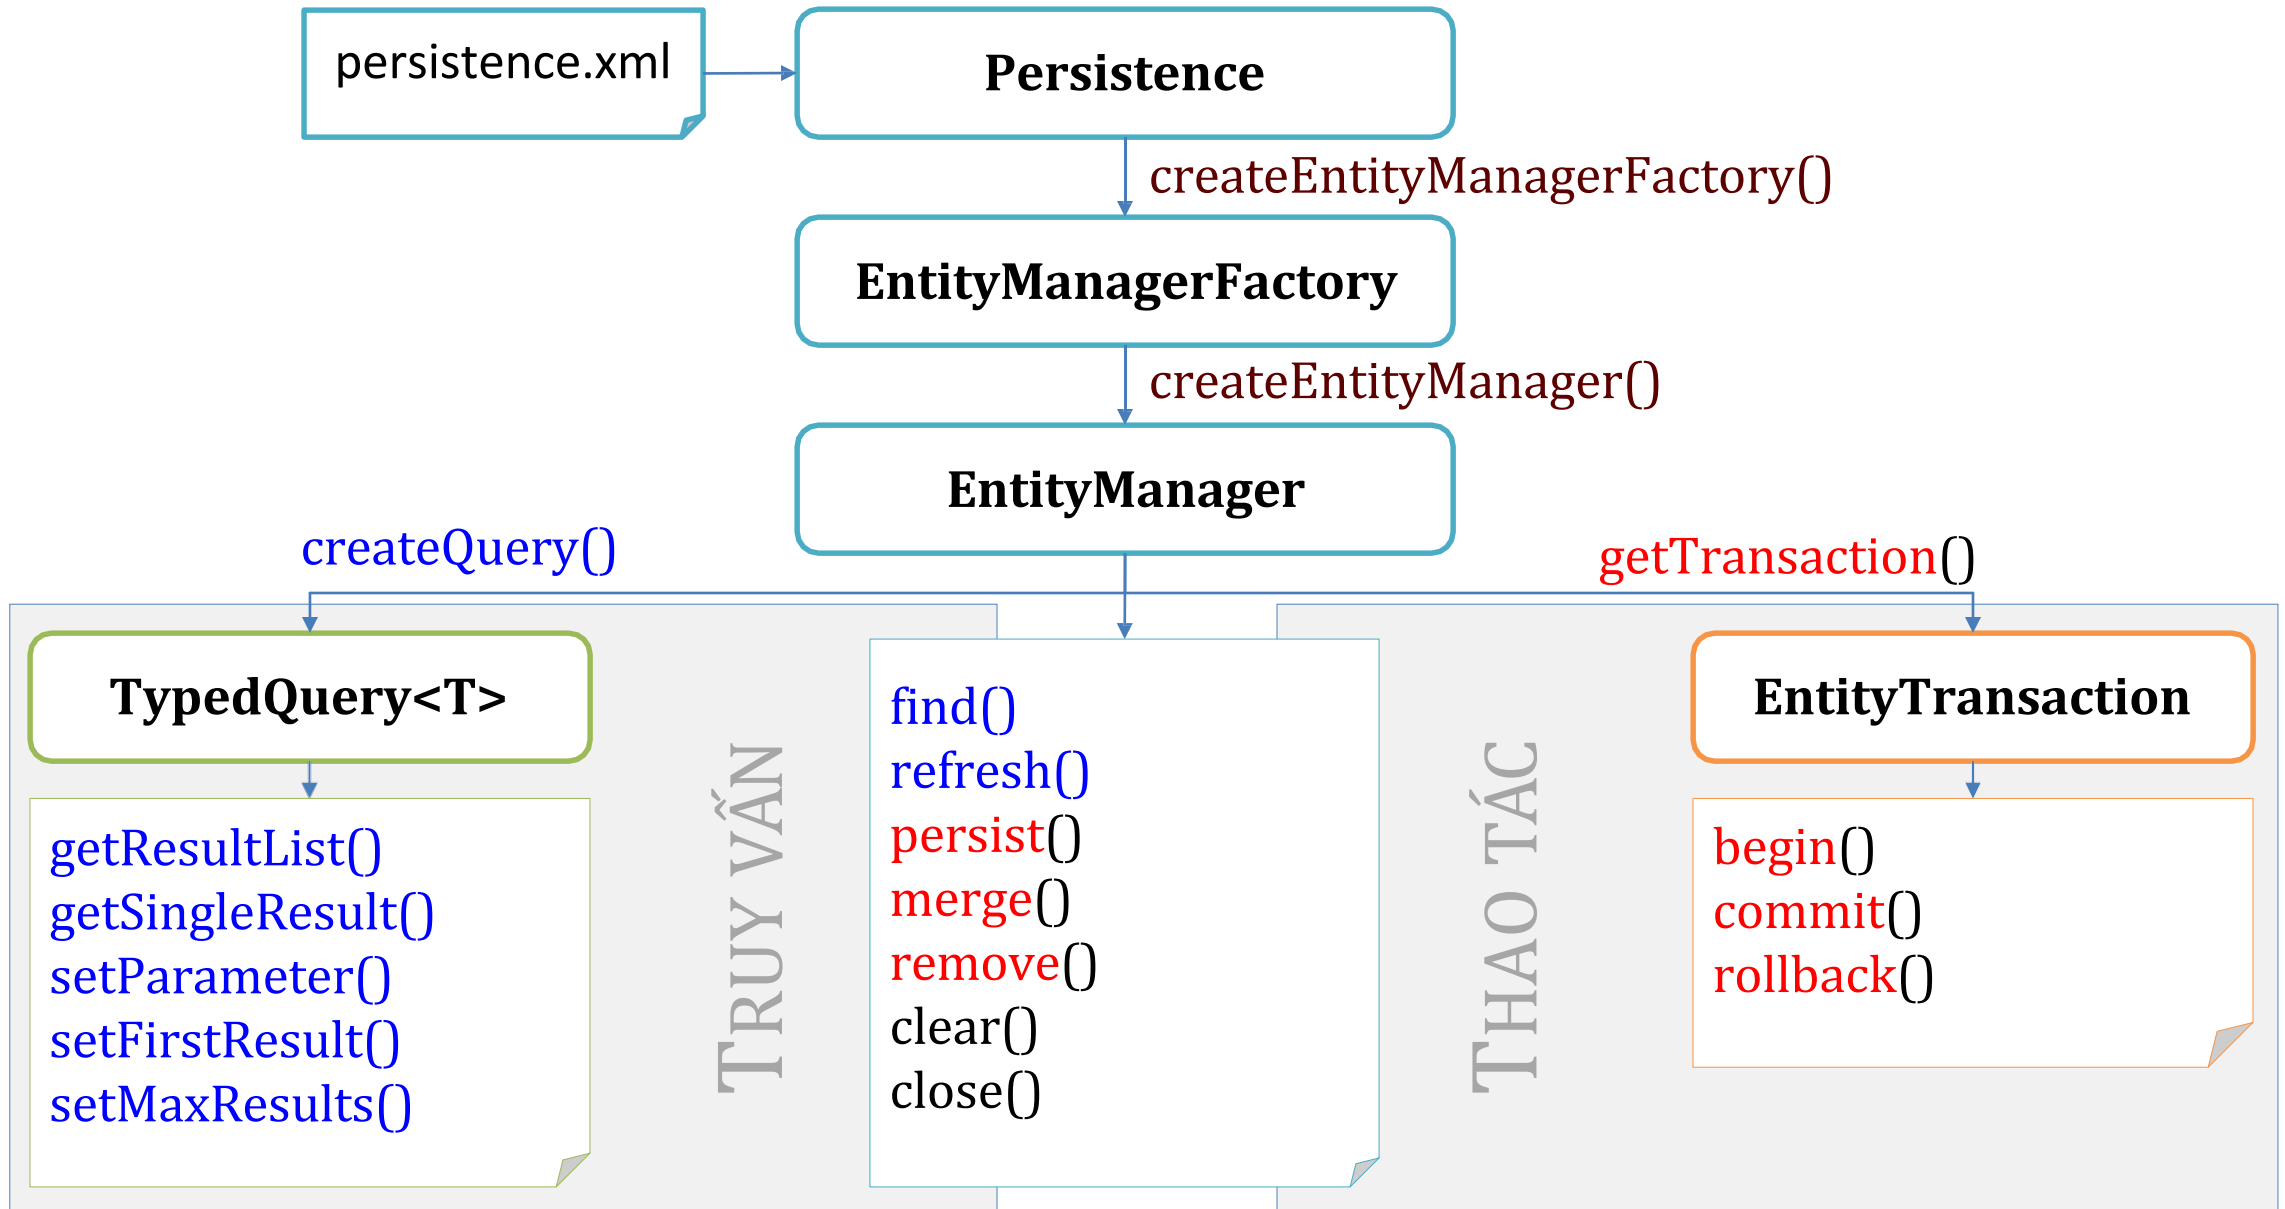 persistence.xml
Persistence
createEntityManagerFactory()
EntityManagerFactory
createEntityManager()
EntityManager
createQuery()
getTransaction()
TypedQuery<T>
getResultList()
getSingleResult()
setParameter()
setFirstResult()
setMaxResults()
TRUY VẤN
find()
refresh()
persist()
merge()
remove()
clear()
close()
THAO TÁC
EntityTransaction
begin()
commit()
rollback()